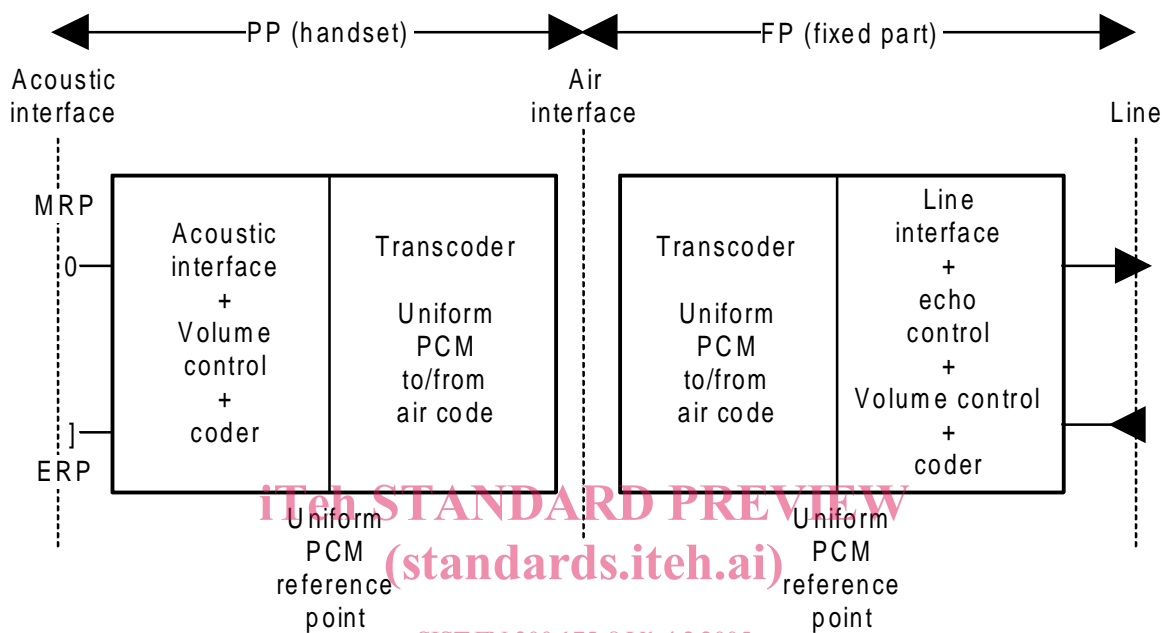 PP (handset)
FP (fixed part)
Acoustic
interface
Air
interface
Line
MRP
0
]
ERP
Acoustic
interface
+
Volume
control
+
coder
Transcoder
Uniform
PCM
to/from
air code
Transcoder
Uniform
PCM
to/from
air code
Line
interface
+
echo
control
+
Volume control
+
coder
iTeh STANDARD PREVIEW
(standards.iteh.ai)
Uniform
PCM
reference
point
Uniform
PCM
reference
point